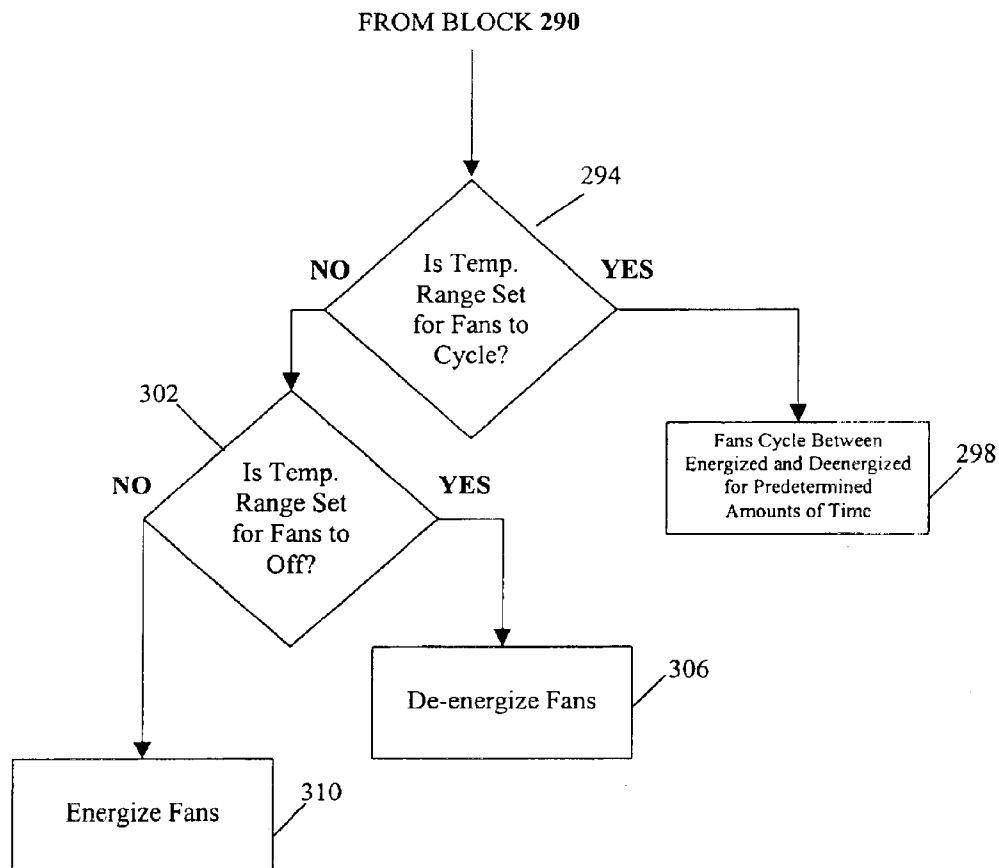 FROM BLOCK 290
294
NO
Is Temp.
Range Set
for Fans to
Cycle?
YES
302
NO
Is Temp.
Range Set
for Fans to
Off?
YES
Fans Cycle Between
Energized and Deenergized
for Predetermined
Amounts of Time
298
De-energize Fans
306
Energize Fans
310